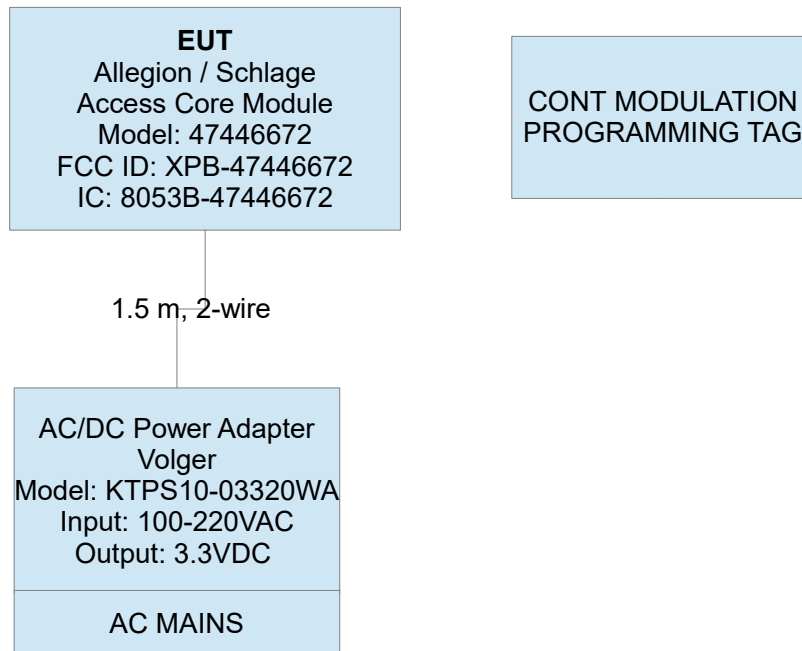 EUT
Allegion / Schlage
Access Core Module
Model: 47446672
FCC ID: XPB-47446672
IC: 8053B-47446672
CONT MODULATION
PROGRAMMING TAG
1.5 m, 2-wire
AC/DC Power Adapter
Volger
Model: KTPS10-03320WA
Input: 100-220VAC
Output: 3.3VDC
AC MAINS